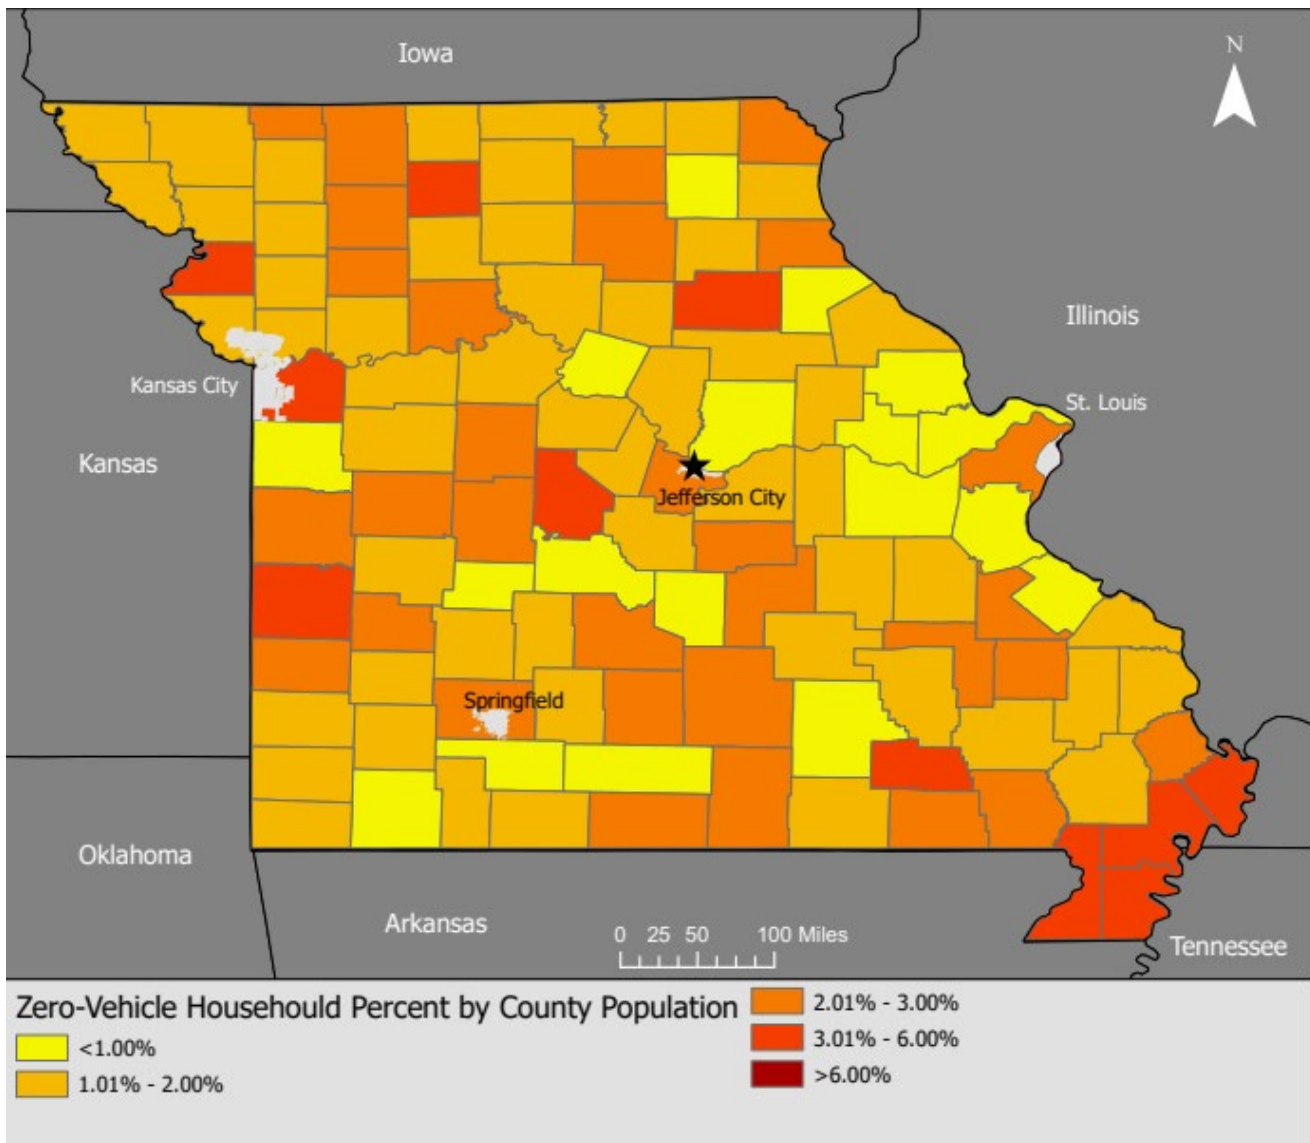 Iowa
N
Illinois
Kansas City
St. Louis
Kansas
Jefferson City
Springfield
Oklahoma
Arkansas
0 25 50 100 Miles
Tennessee
Zero-Vehicle Househould Percent by County Population
<1.00%
1.01% - 2.00%
2.01% - 3.00%
3.01% - 6.00%
>6.00%